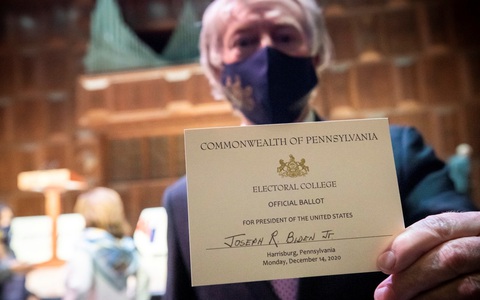 COMMONWEALTH OF PENNSYLVANIA
ELECTORAL COLLEGE
OFFICIAL BALLOT
FOR PRESIDENT OF THE UNITED STATES
JOSEPH R BIDEN JR
Harrisburg, Pennsylvania
Monday, December 14, 2020